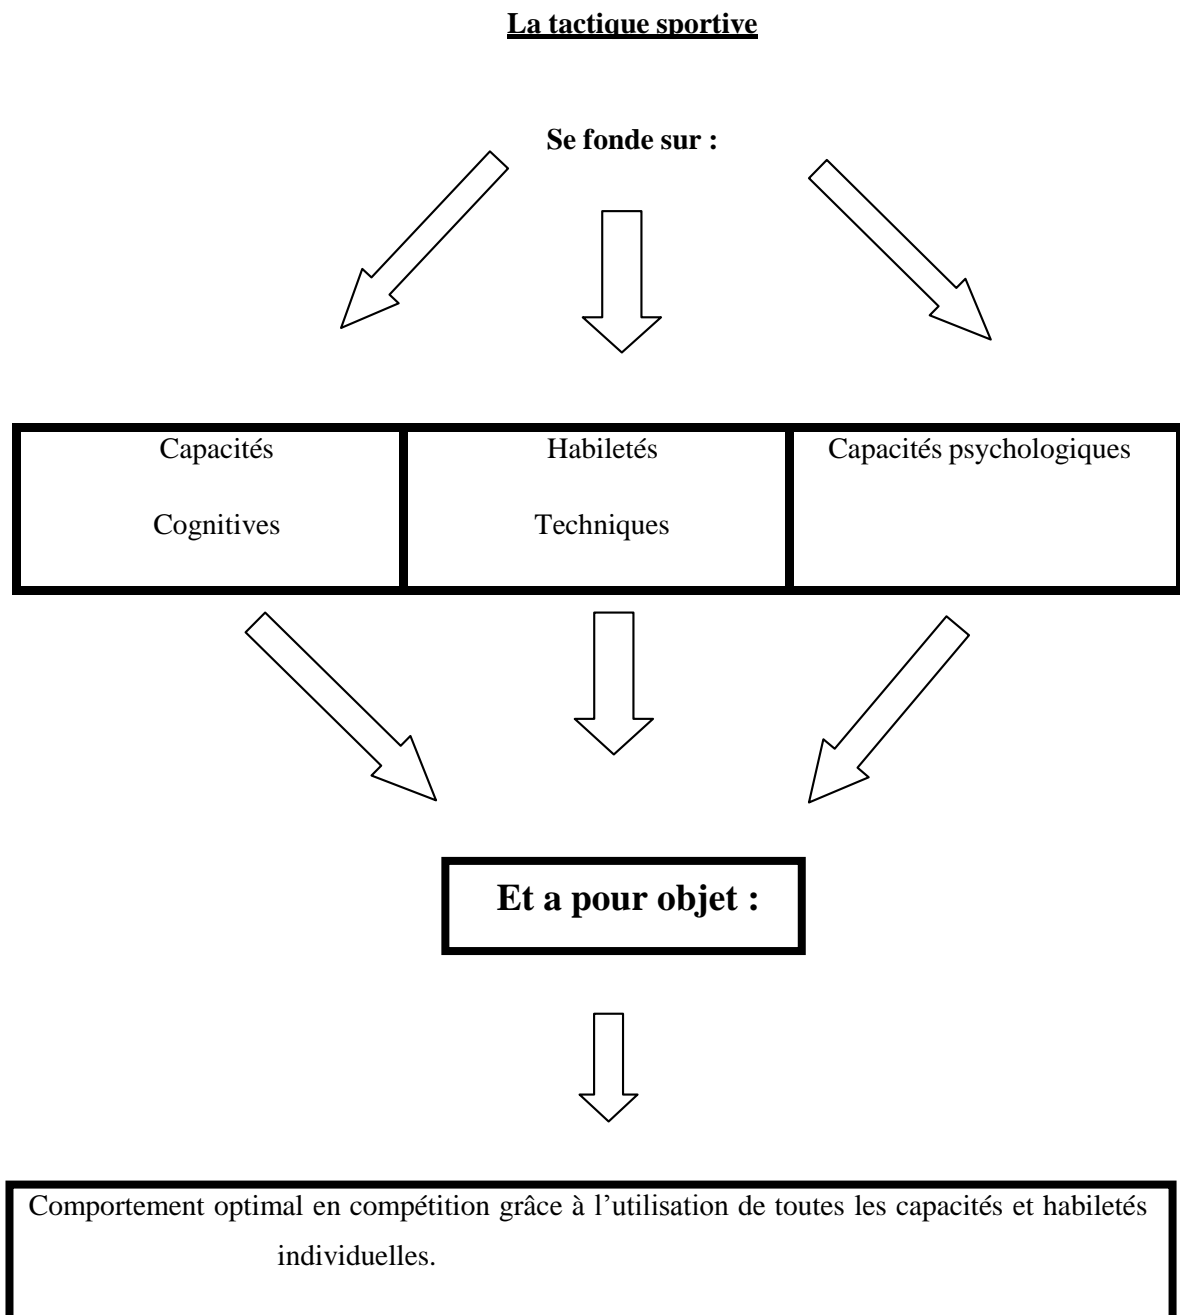 La tactique sportive
Se fonde sur :
Capacités
Cognitives
Habiletés
Techniques
Capacités psychologiques
Et a pour objet :
Comportement optimal en compétition grâce à l’utilisation de toutes les capacités et habiletés
individuelles.